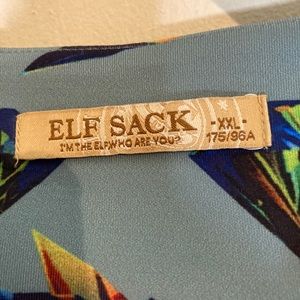 ELF SACK
I'M THE ELF,WHO ARE YOU?
-XXL-
175/96A